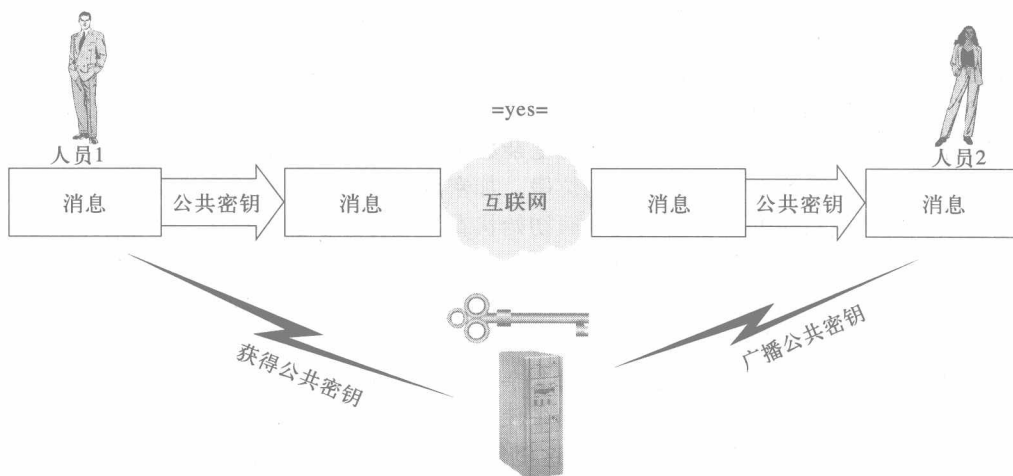 =yes=
人员1
人员2
消息
公共密钥
消息
互联网
消息
公共密钥
消息
获得公共密钥
广播公共密钥